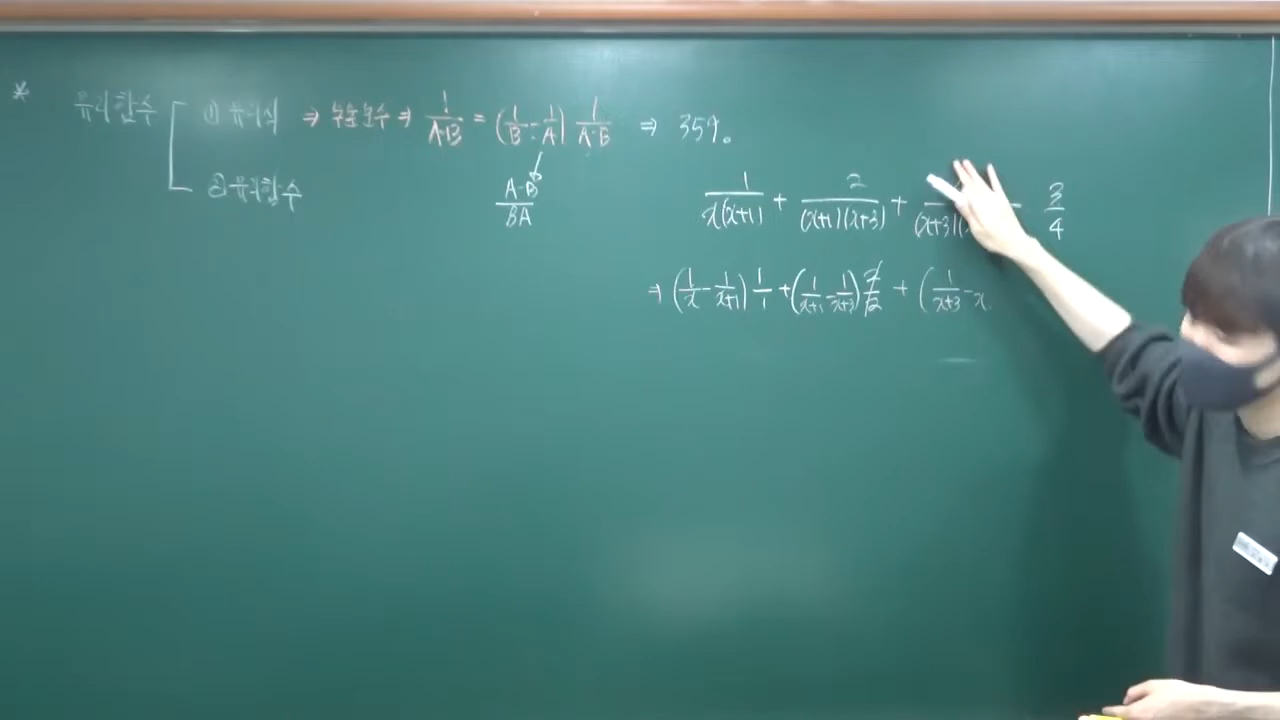 * 유리함수 ① 유리식 ⇒ 부분분수 ⇒ 1/(A·B) = (1/B - 1/A) 1/(A-B) ⇒ 359.
② 유리함수 (A-B)/(BA)
1/(x(x+1)) + 2/((x+1)(x+3)) + (x+3)( 3/4
⇒ (1/x - 1/(x+1)) 1/1 + (1/(x+1) - 1/(x+3)) 2/2 + (1/(x+3) - x